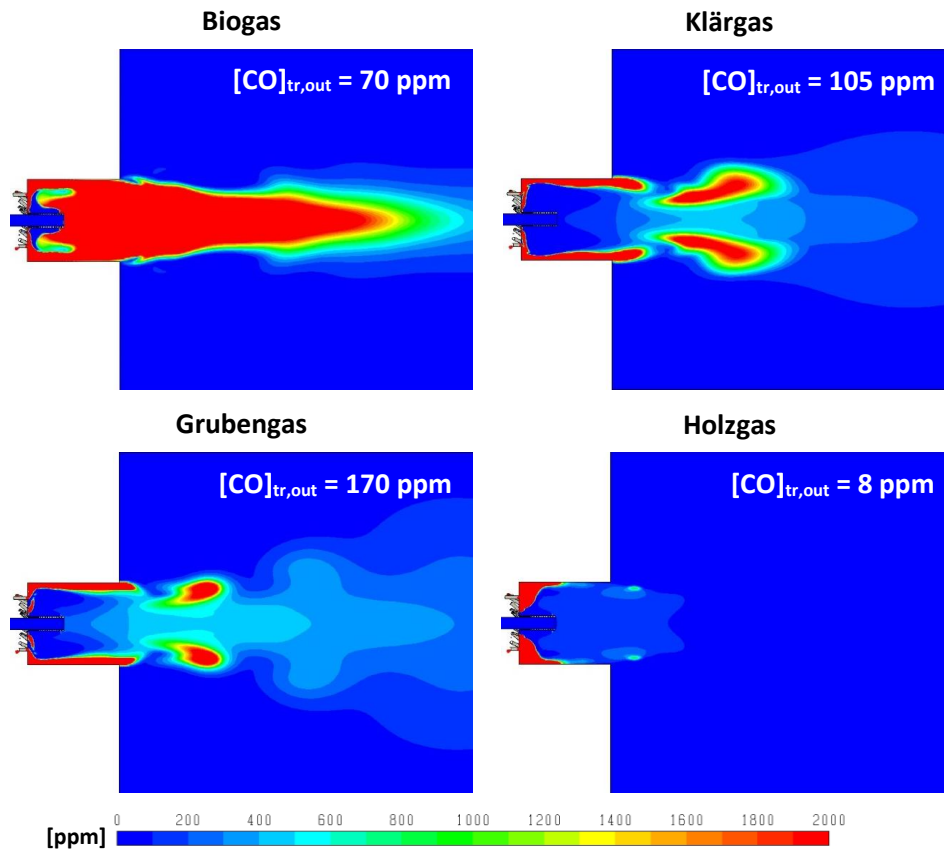 Biogas
Klärgas
[CO]tr,out = 70 ppm
[CO]tr,out = 105 ppm
Grubengas
Holzgas
[CO]tr,out = 170 ppm
[CO]tr,out = 8 ppm
0 200 400 600 800 1000 1200 1400 1600 1800 2000
[ppm]